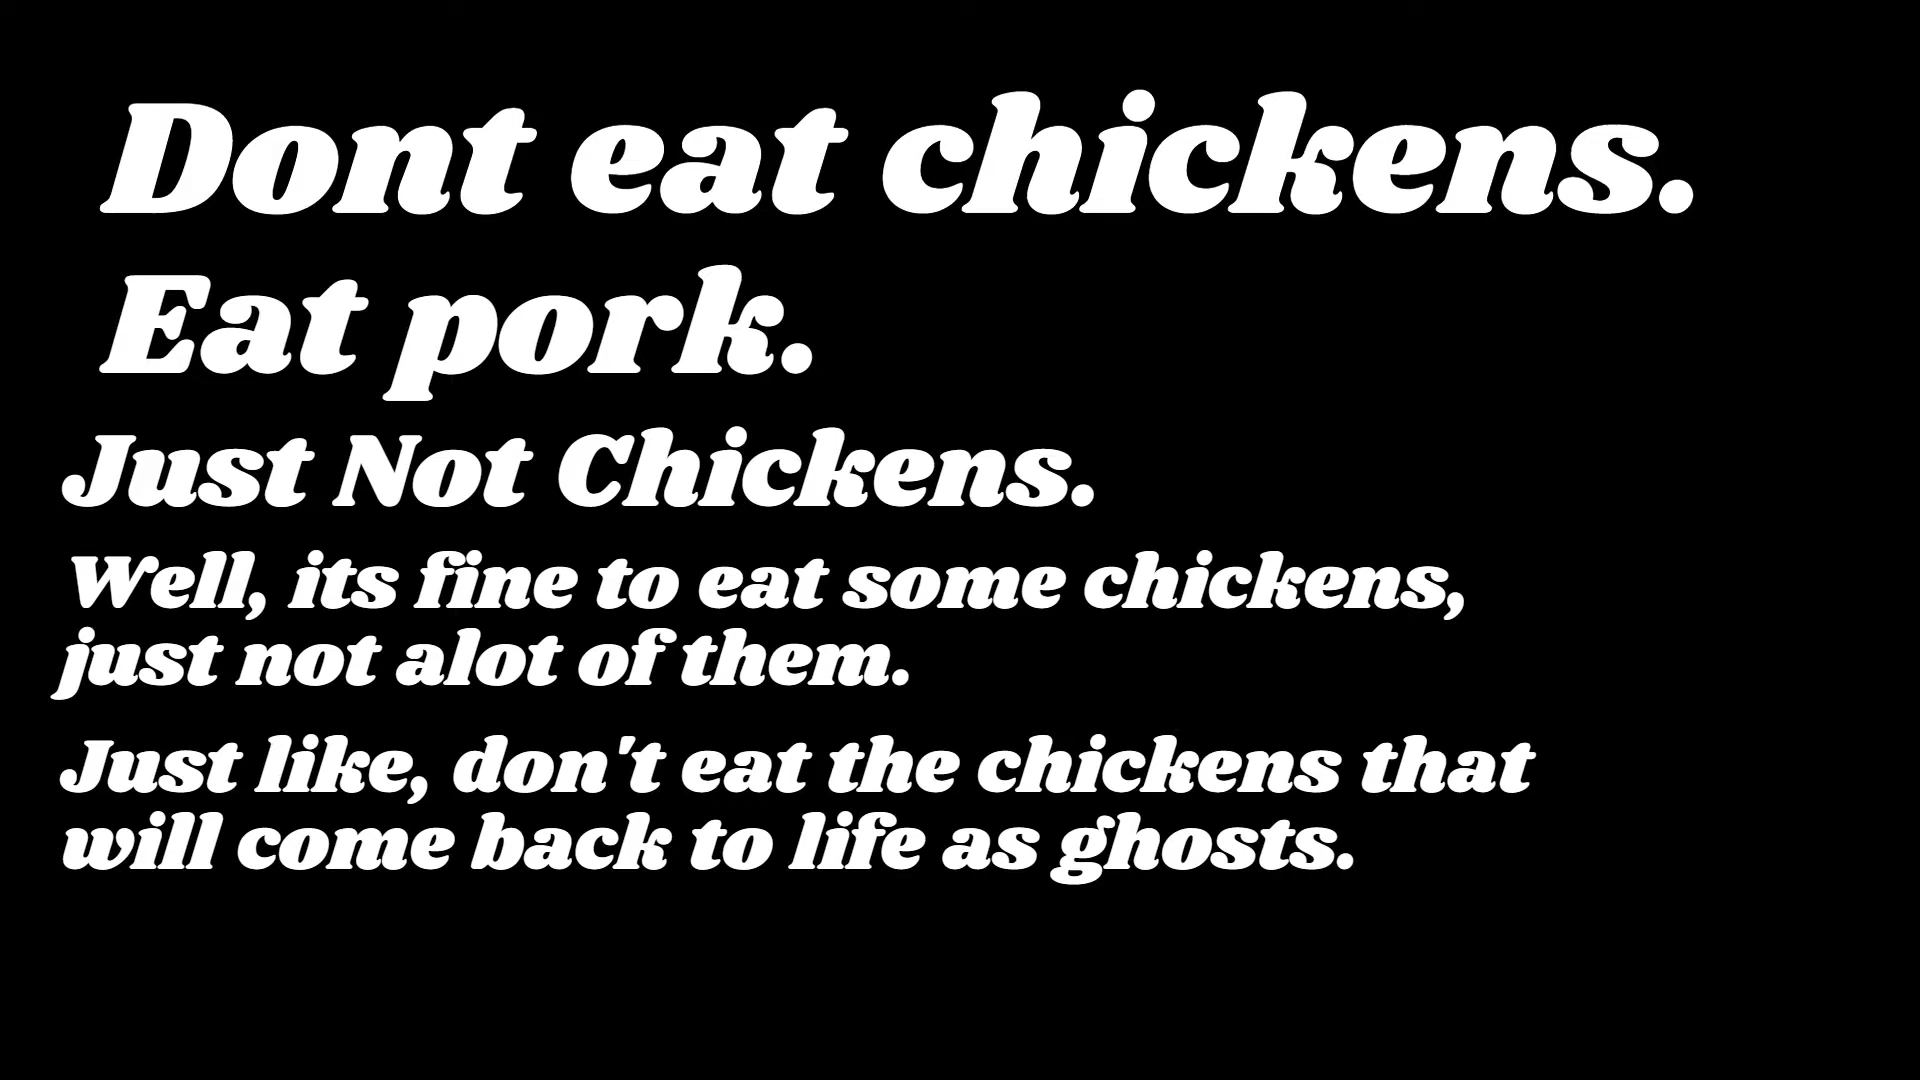 Dont eat chickens.
Eat pork.
Just Not Chickens.
Well, its fine to eat some chickens,
just not alot of them.
Just like, don't eat the chickens that
will come back to life as ghosts.